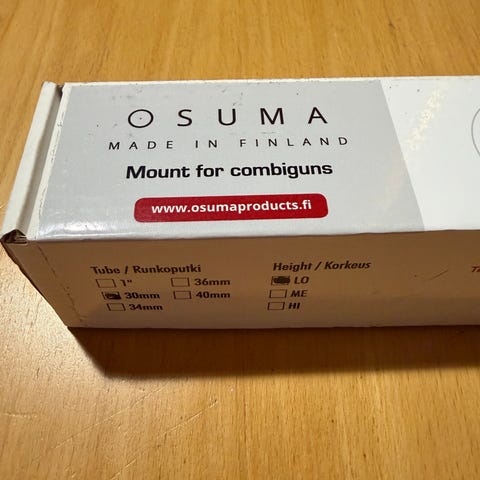 OSUMA
MADE IN FINLAND
Mount for combiguns
www.osumaproducts.fi
Tube / Runkoputki
1"
36mm
30mm
40mm
34mm
Height / Korkeus
LO
ME
HI